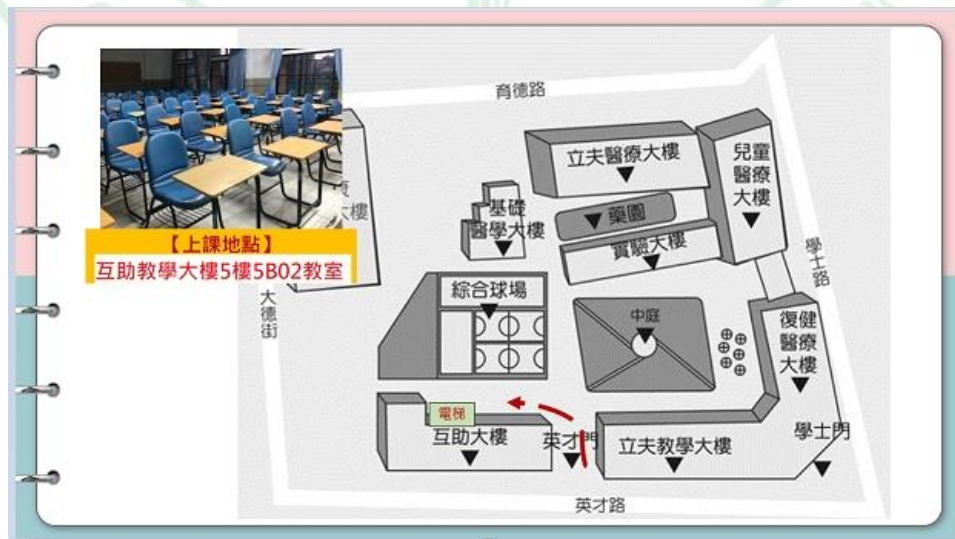 【上課地點】
互助教學大樓5樓5B02教室
育德路
立夫醫療大樓
兒童
醫療
大樓
大樓
基礎
醫學大樓
藥園
實驗大樓
學士路
大德街
綜合球場
中庭
復健
醫療
大樓
電梯
互助大樓
英才門
立夫教學大樓
學士門
英才路